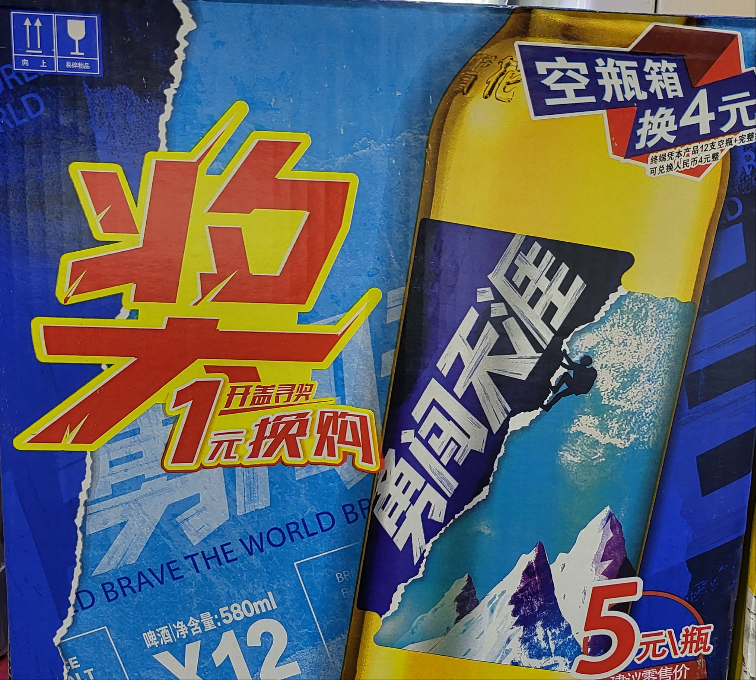 向 上
易碎物品
WORLD
空瓶箱
换4元
终端凭本产品12支空瓶+完整
可兑换人民币4元整
奖
开盖寻奖
1元换购
勇闯天涯
勇闯
BRAVE THE WORLD
啤酒净含量:580ml
X12
5元\瓶
建议零售价